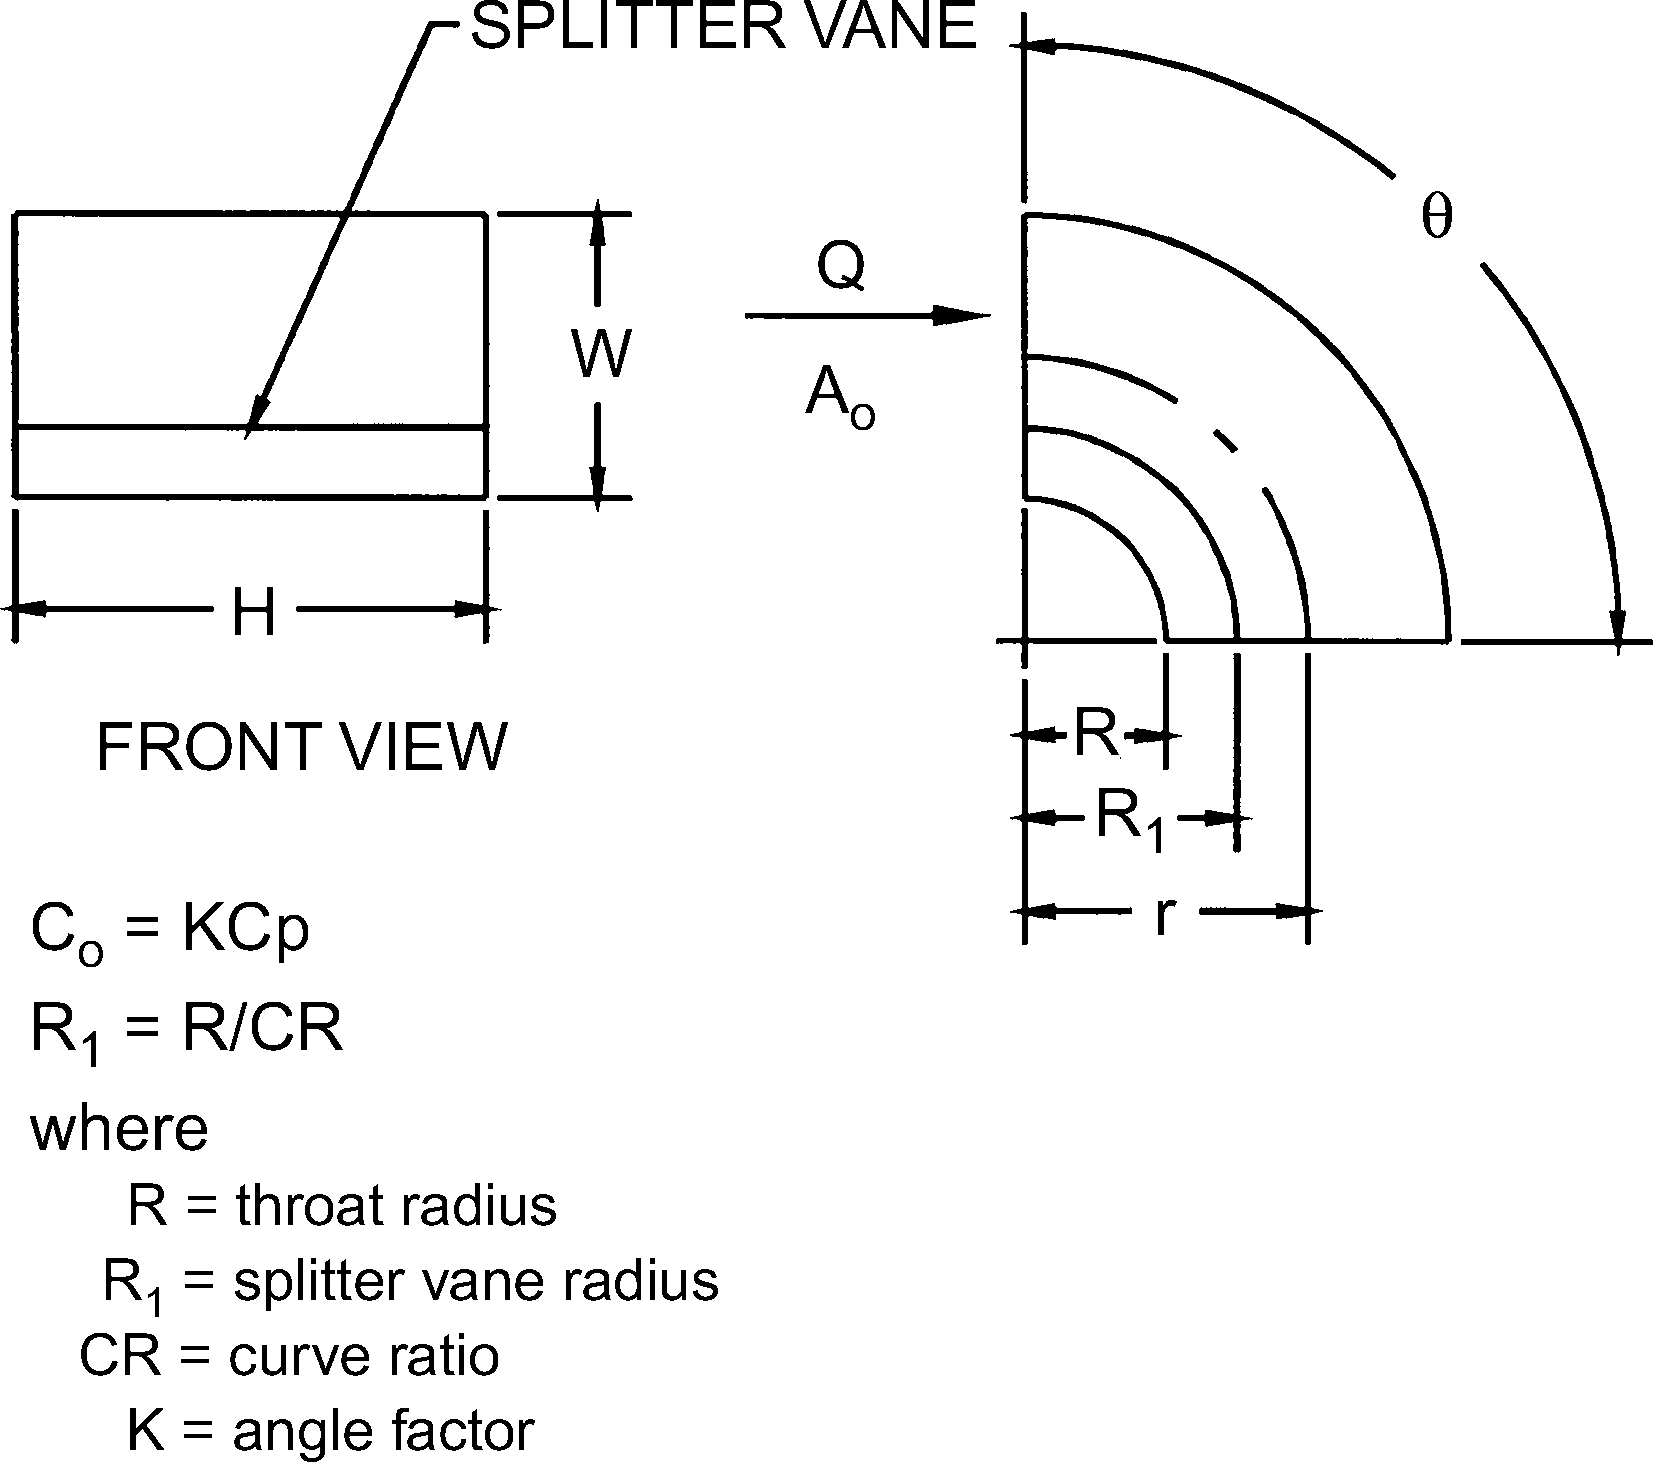 SPLITTER VANE
θ
Q
W
A₀
H
R
FRONT VIEW
R₁
r
Cₒ = KCp
R₁ = R/CR
where
R = throat radius
R₁ = splitter vane radius
CR = curve ratio
K = angle factor